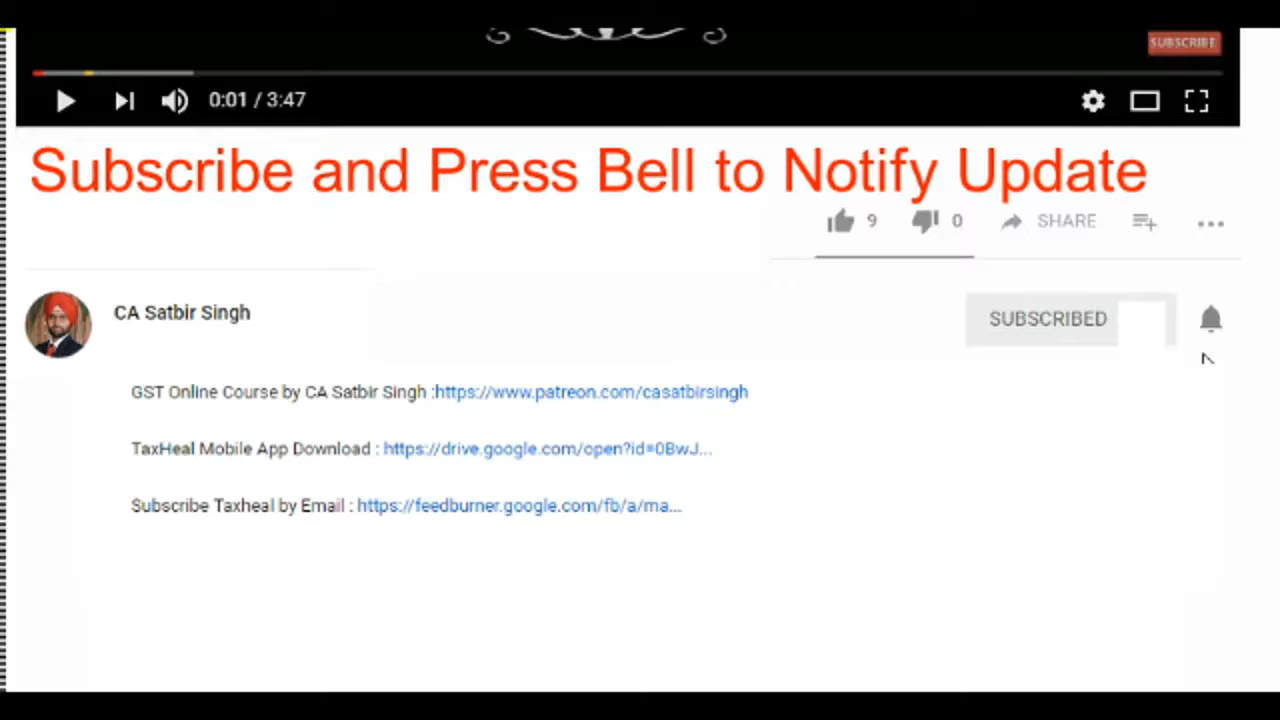 SUBSCRIBE
0:01 / 3:47
Subscribe and Press Bell to Notify Update
9 0 SHARE
CA Satbir Singh
SUBSCRIBED
GST Online Course by CA Satbir Singh :https://www.patreon.com/casatbirsingh
TaxHeal Mobile App Download : https://drive.google.com/open?id=0BwJ...
Subscribe Taxheal by Email : https://feedburner.google.com/fb/a/ma...